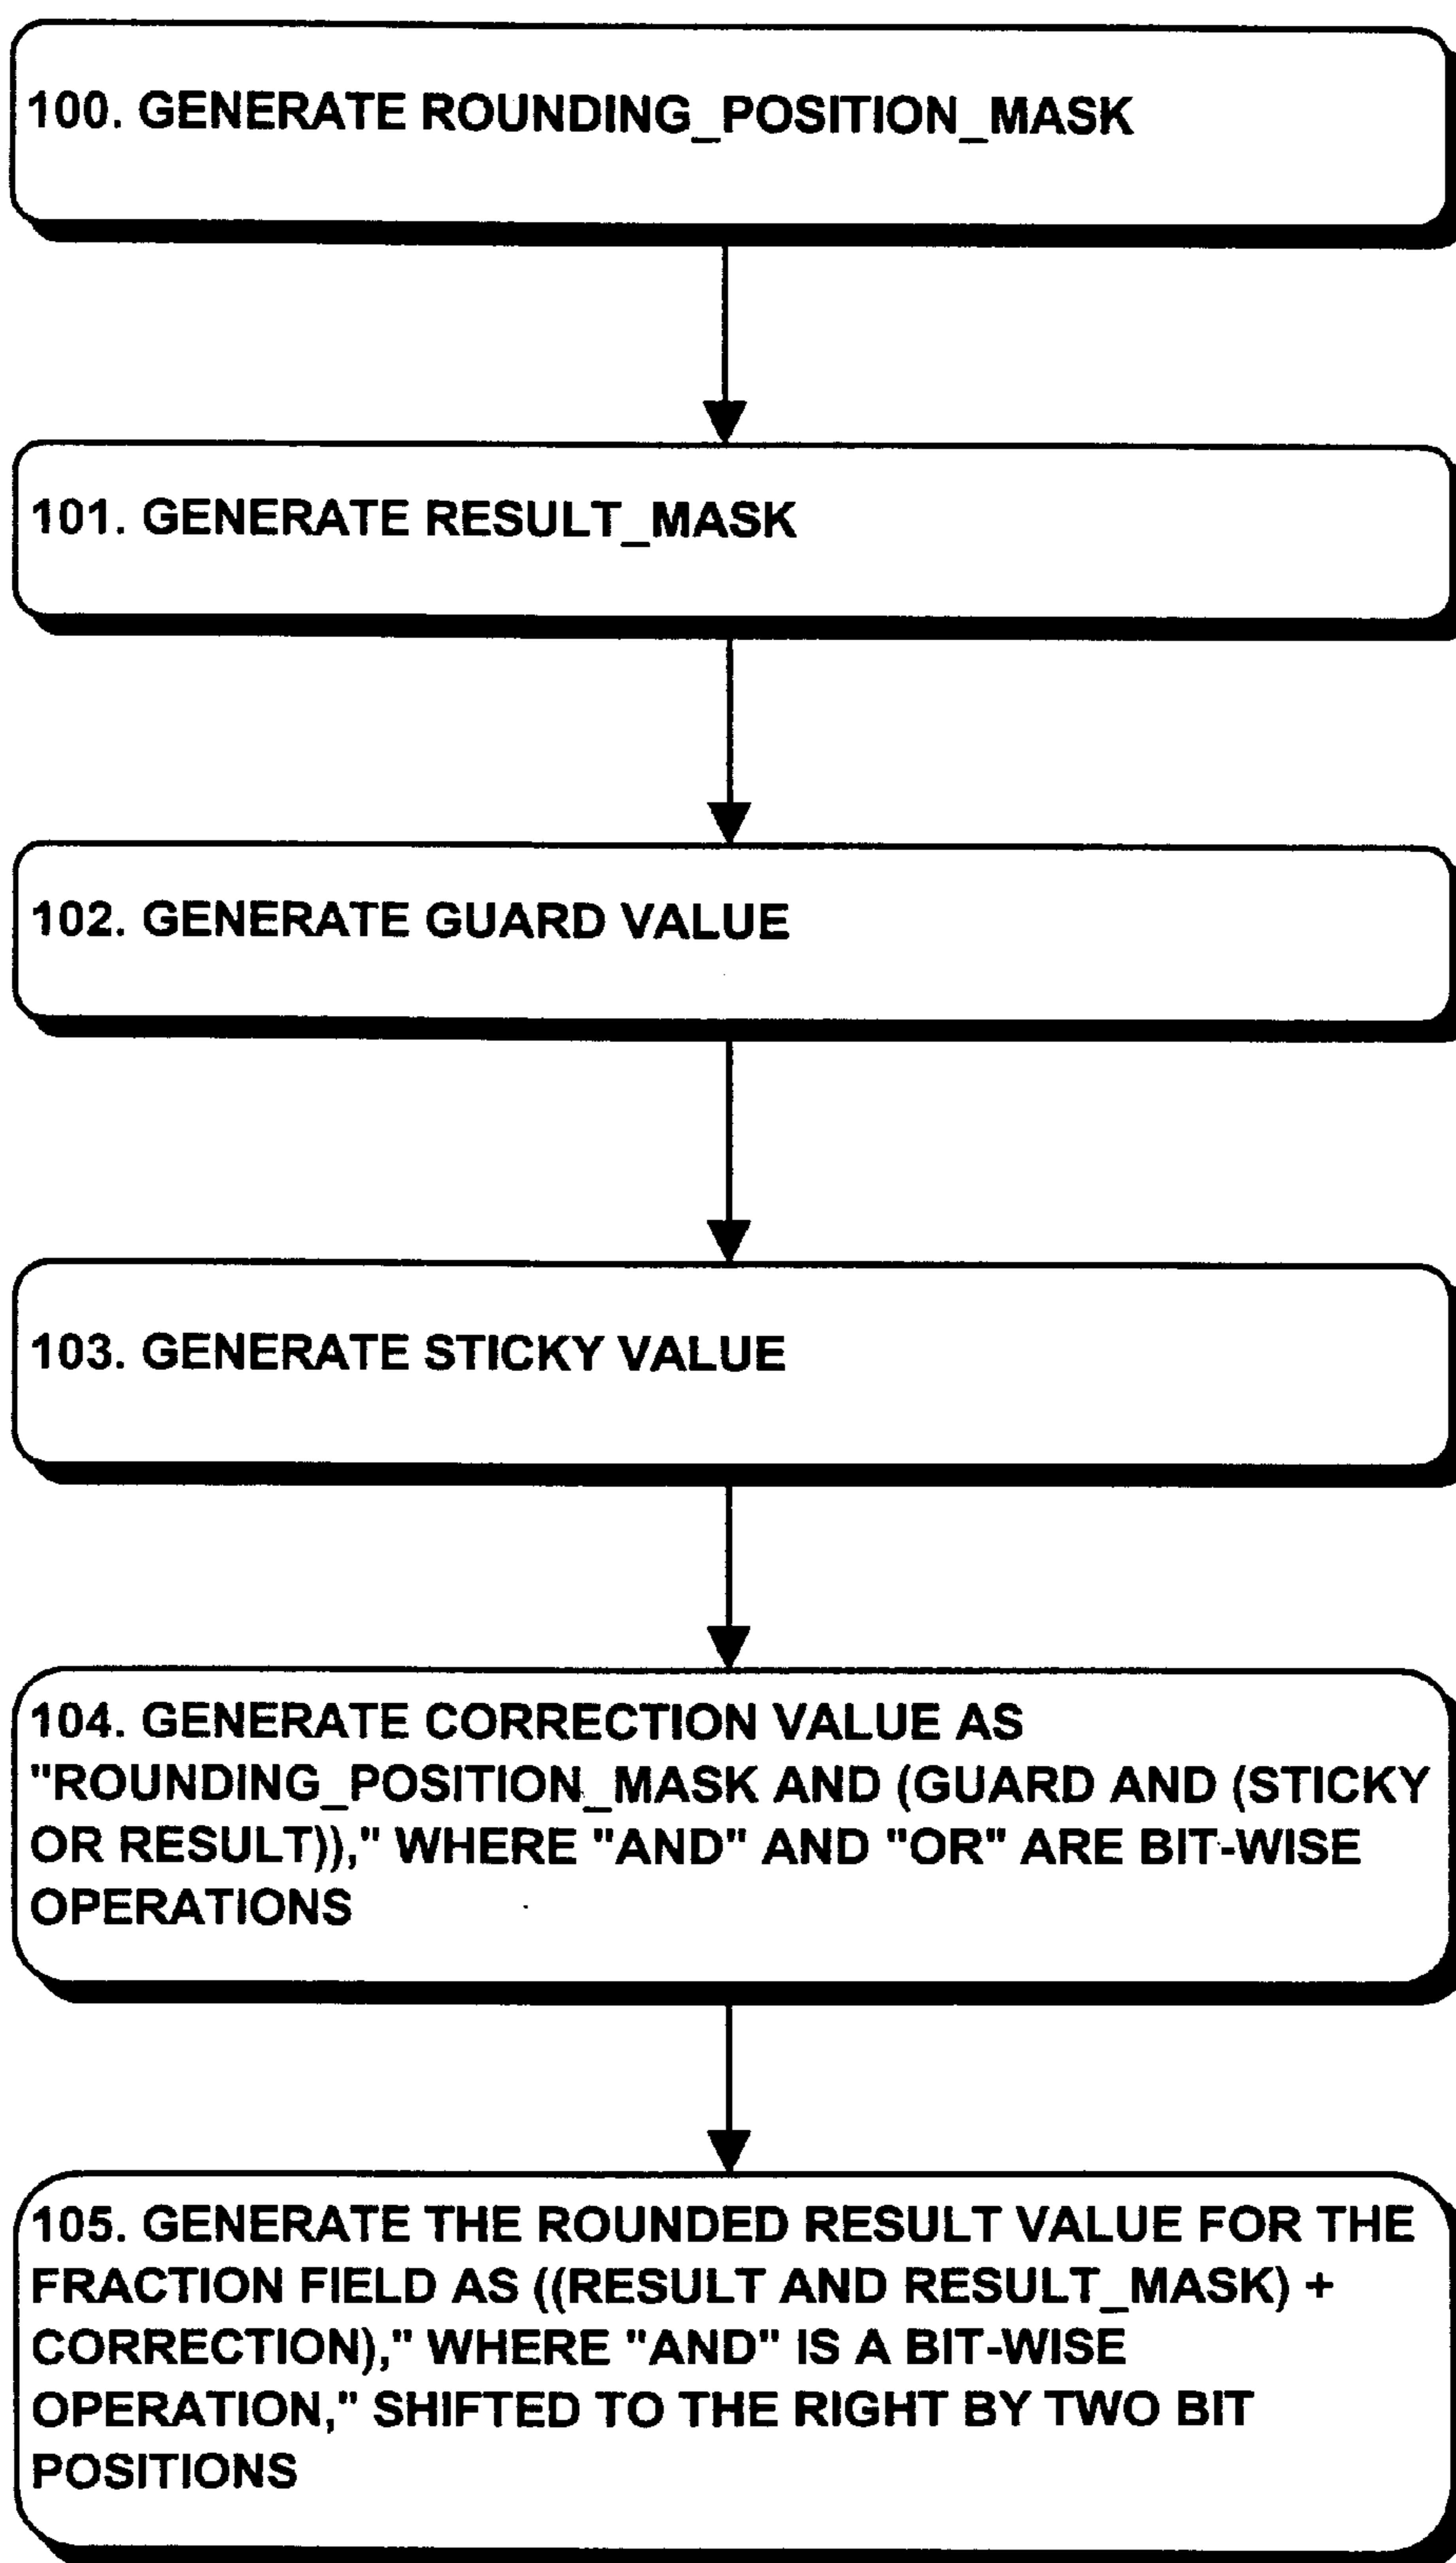 100. GENERATE ROUNDING_POSITION_MASK
101. GENERATE RESULT_MASK
102. GENERATE GUARD VALUE
103. GENERATE STICKY VALUE
104. GENERATE CORRECTION VALUE AS
"ROUNDING_POSITION_MASK AND (GUARD AND (STICKY
OR RESULT))," WHERE "AND" AND "OR" ARE BIT-WISE
OPERATIONS
105. GENERATE THE ROUNDED RESULT VALUE FOR THE
FRACTION FIELD AS ((RESULT AND RESULT_MASK) +
CORRECTION)," WHERE "AND" IS A BIT-WISE
OPERATION," SHIFTED TO THE RIGHT BY TWO BIT
POSITIONS